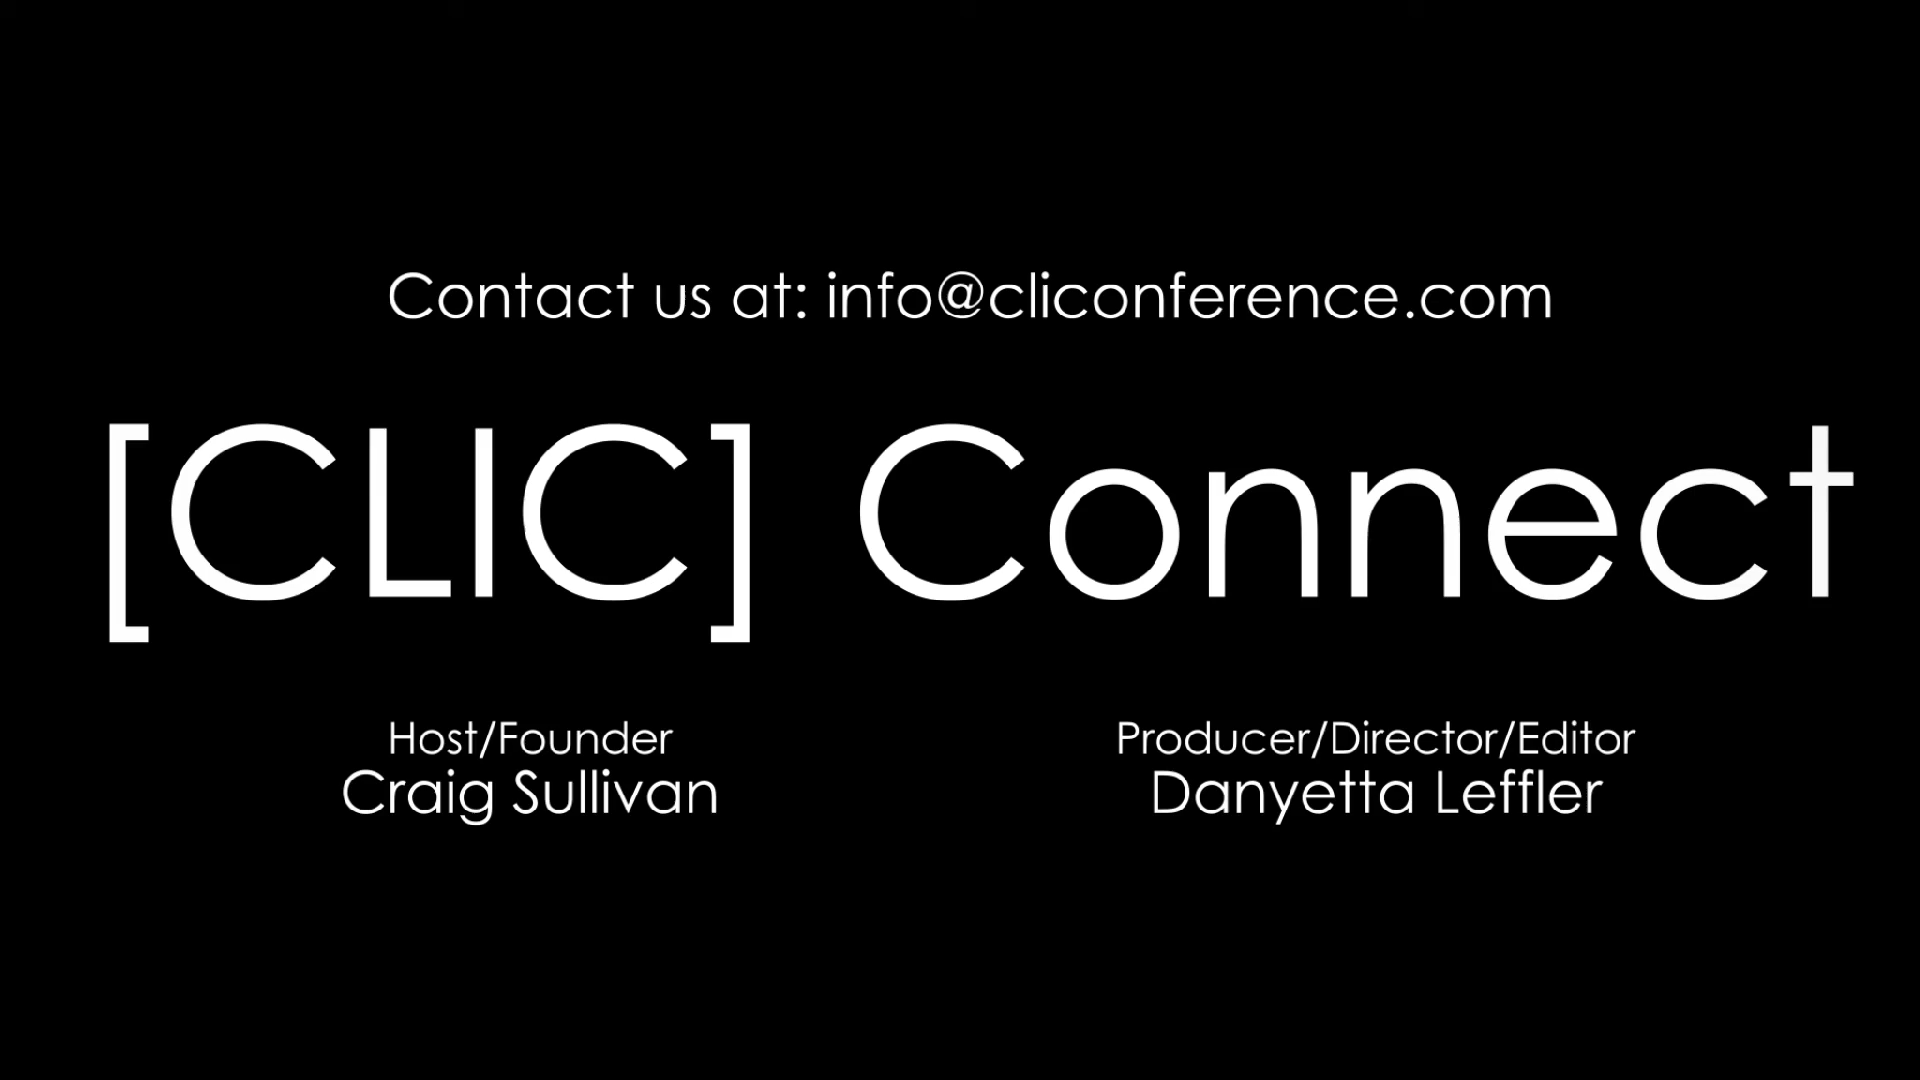 Contact us at: info@cliconference.com
[CLIC] Connect
Host/Founder
Craig Sullivan
Producer/Director/Editor
Danyetta Leffler